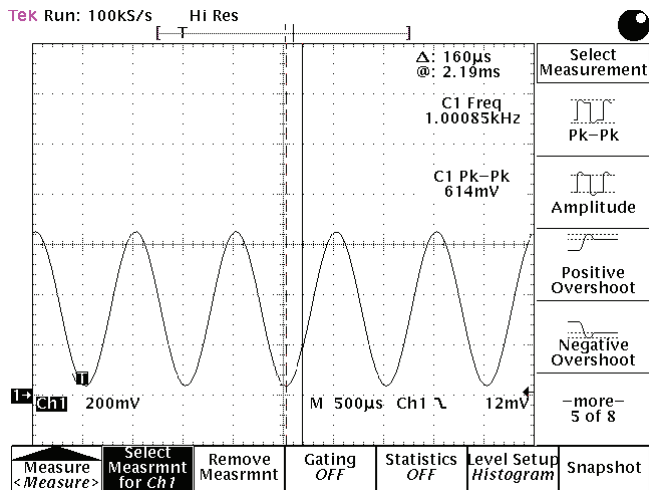 Tek Run: 100kS/s Hi Res
[ T ]
Δ: 160µs
@: 2.19ms
C1 Freq
1.00085kHz
C1 Pk-Pk
614mV
T
1→
Ch1 200mV M 500µs Ch1 12mV
Select
Measurement
Pk-Pk
Amplitude
Positive
Overshoot
Negative
Overshoot
-more-
5 of 8
Measure
<Measure>
Select
Measrmnt
for Ch1
Remove
Measrmnt
Gating
OFF
Statistics
OFF
Level Setup
Histogram
Snapshot